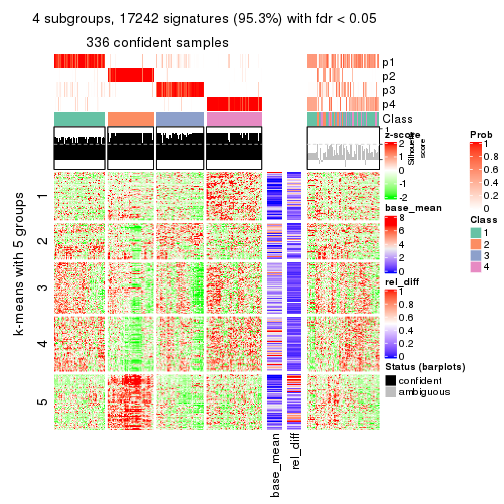 4 subgroups, 17242 signatures (95.3%) with fdr < 0.05
336 confident samples
p1
p2
p3
p4
Class
1
Silhouette
score
z-score
2
1
0
-1
-2
base_mean
8
6
4
2
0
rel_diff
1
0.8
0.6
0.4
0.2
0
Status (barplots)
confident
ambiguous
Prob
1
0.8
0.6
0.4
0.2
0
Class
1
2
3
4
k-means with 5 groups
1
2
3
4
5
base_mean
rel_diff